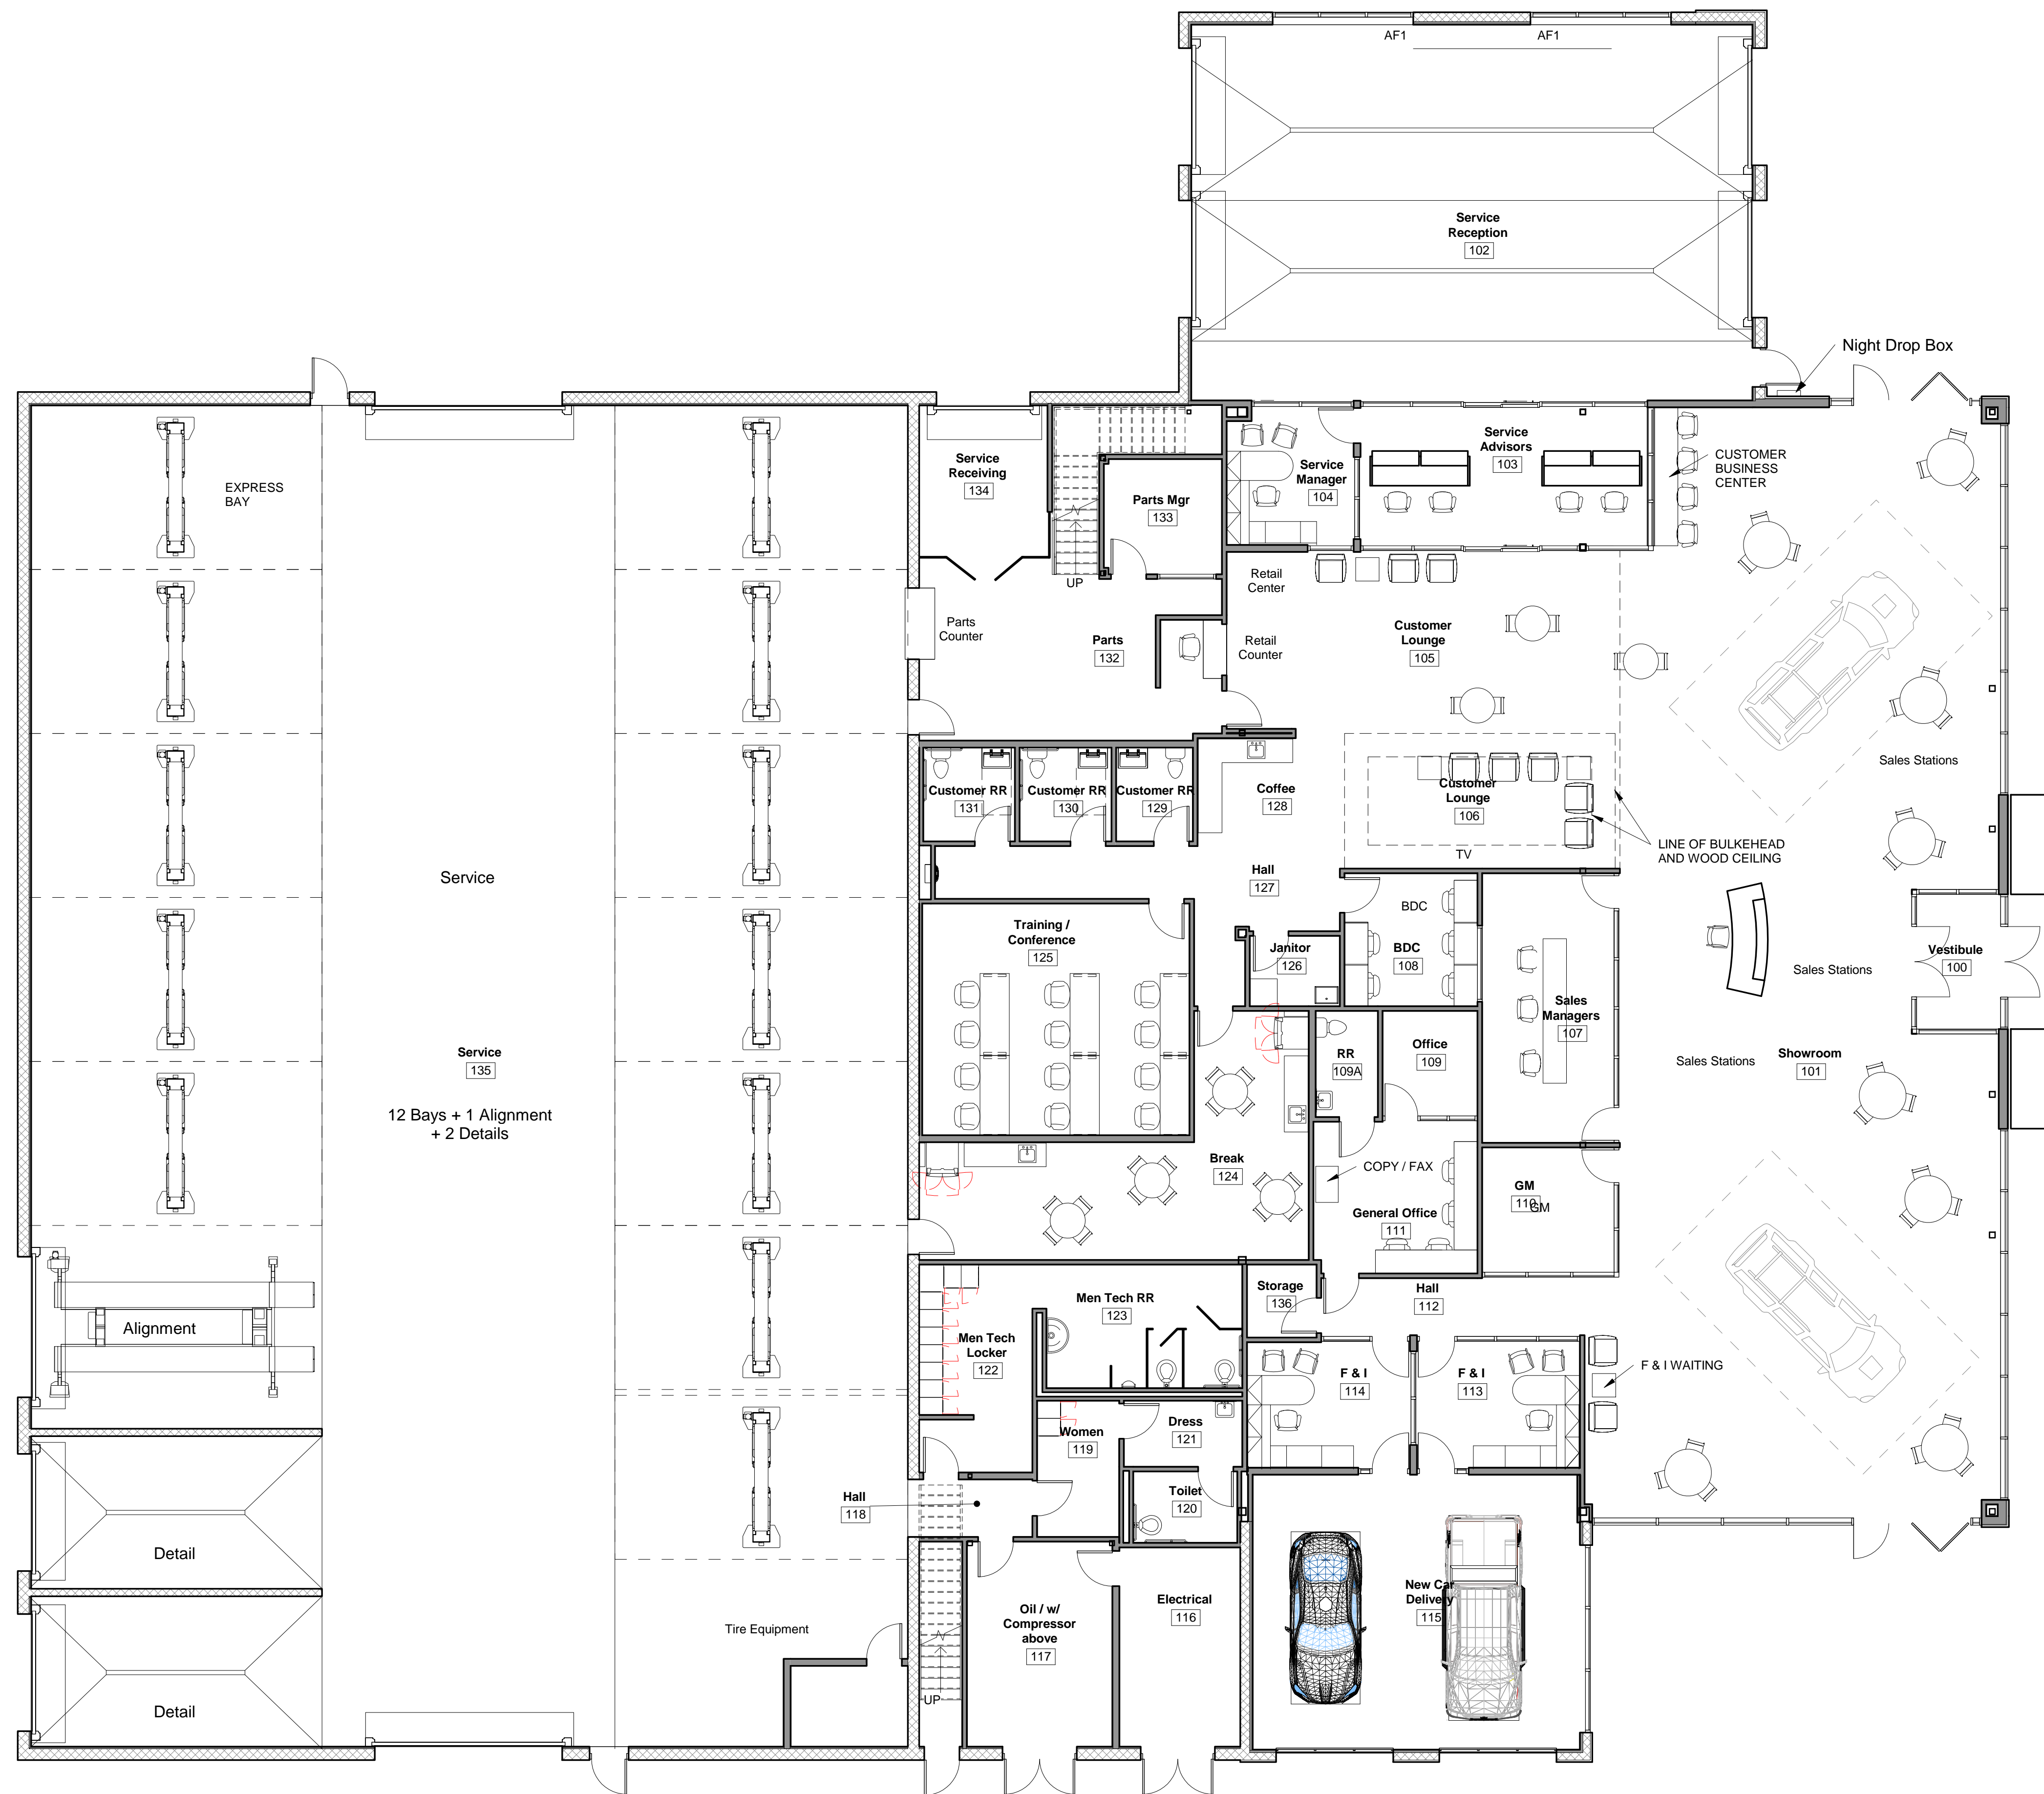 AF1
AF1
Service
Reception
102
Night Drop Box
EXPRESS
BAY
Service
Receiving
134
Parts Mgr
133
UP
Service
Manager
104
Service
Advisors
103
CUSTOMER
BUSINESS
CENTER
Retail
Center
Parts
Counter
Parts
132
Retail
Counter
Customer
Lounge
105
Sales Stations
Customer RR
131
Customer RR
130
Customer RR
129
Coffee
128
Customer
Lounge
106
TV
LINE OF BULKEHEAD
AND WOOD CEILING
Service
Hall
127
BDC
Training /
Conference
125
Janitor
126
BDC
108
Vestibule
100
Sales Stations
Sales
Managers
107
Service
135
RR
109A
Office
109
Sales Stations
Showroom
101
12 Bays + 1 Alignment
+ 2 Details
Break
124
COPY / FAX
GM
110
GM
General Office
111
Alignment
Men Tech RR
123
Storage
136
Hall
112
Men Tech
Locker
122
F & I
114
F & I
113
F & I WAITING
Women
119
Dress
121
Hall
118
Toilet
120
Detail
Oil / w/
Compressor
above
117
Electrical
116
New Car
Delivery
115
Tire Equipment
Detail
UP